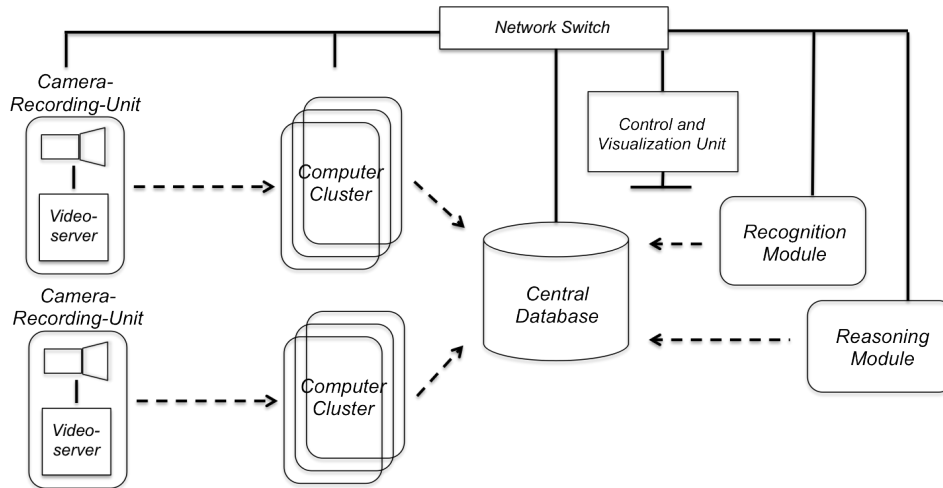 Network Switch
Camera-
Recording-Unit
Control and
Visualization Unit
Computer
Cluster
Video-
server
Recognition
Module
Central
Database
Camera-
Recording-Unit
Reasoning
Module
Computer
Cluster
Video-
server